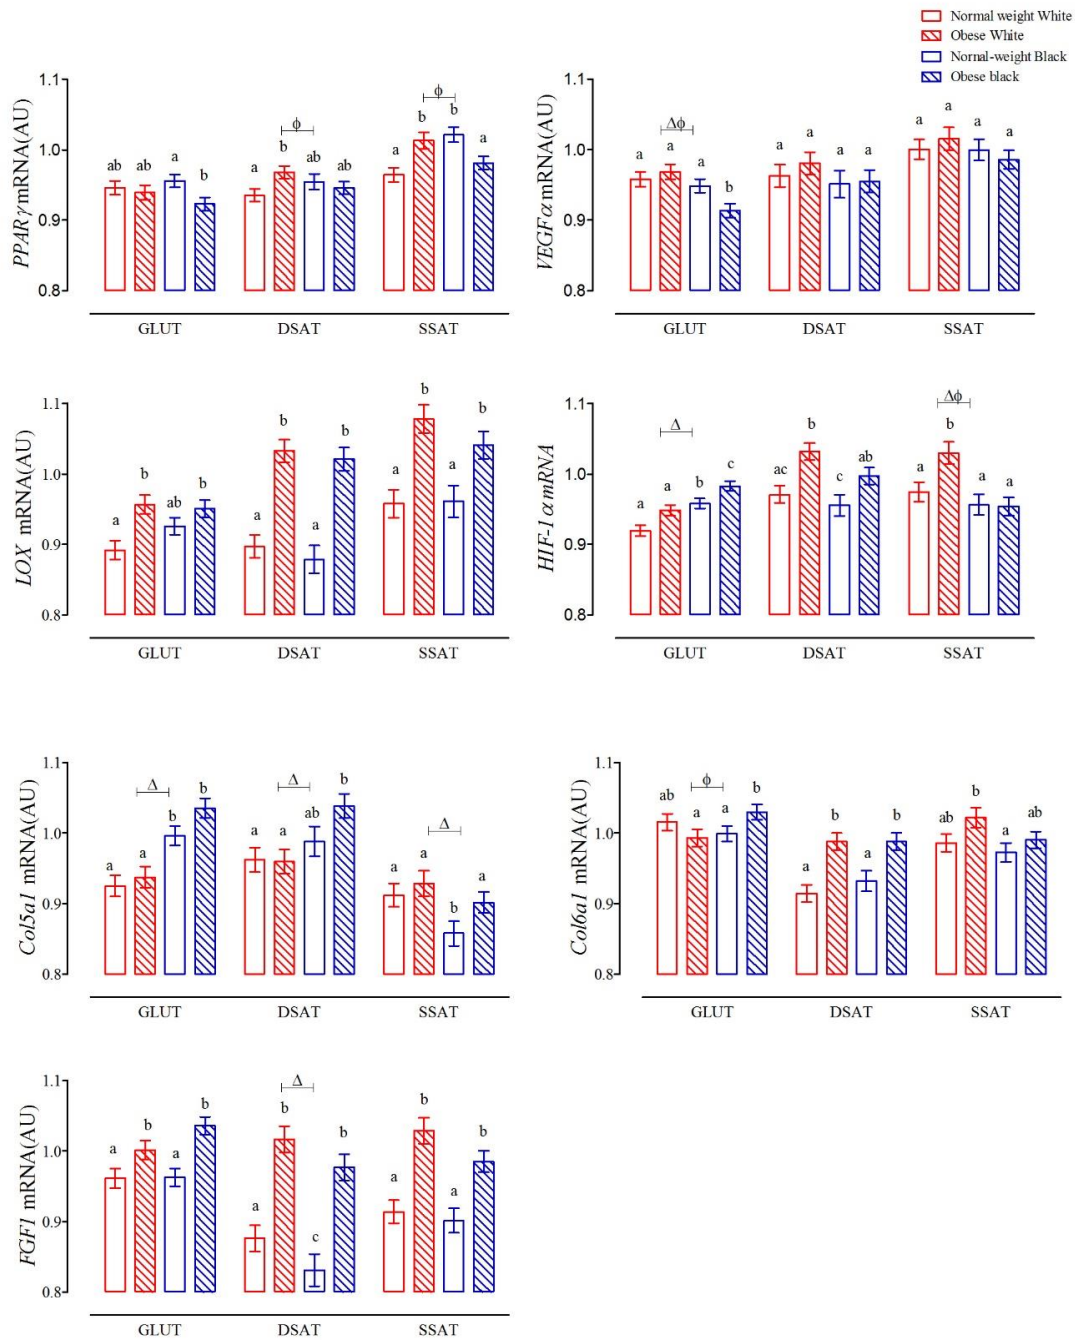 Normal weight White
Obese White
Normal-weight Black
Obese black
PPARγ mRNA(AU)
1.1
1.0
0.9
0.8
ab ab a b
ϕ
b
a ab ab
ϕ
b b
a a
GLUT DSAT SSAT
VEGFα mRNA(AU)
1.1
1.0
0.9
0.8
Δϕ
a a a b
a a a a
a a a a
GLUT DSAT SSAT
LOX mRNA(AU)
1.1
1.0
0.9
0.8
a b ab b
a b a b
a b a b
GLUT DSAT SSAT
HIF-1α mRNA
1.1
1.0
0.9
0.8
Δ
a a b c
ac b c ab
Δϕ
a b a a
GLUT DSAT SSAT
Col5a1 mRNA(AU)
1.1
1.0
0.9
0.8
Δ
a a b b
Δ
a a ab b
Δ
a a b a
GLUT DSAT SSAT
Col6a1 mRNA(AU)
1.1
1.0
0.9
0.8
ϕ
ab a a b
a b a b
ab b a ab
GLUT DSAT SSAT
FGF1 mRNA(AU)
1.1
1.0
0.9
0.8
a b a b
Δ
a b c b
a b a b
GLUT DSAT SSAT